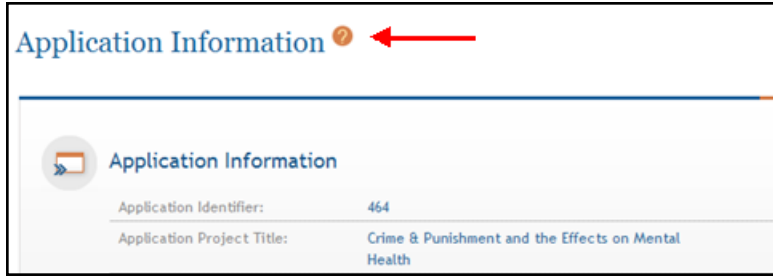 Application Information ?
Application Information
Application Identifier: 464
Application Project Title: Crime & Punishment and the Effects on Mental
Health